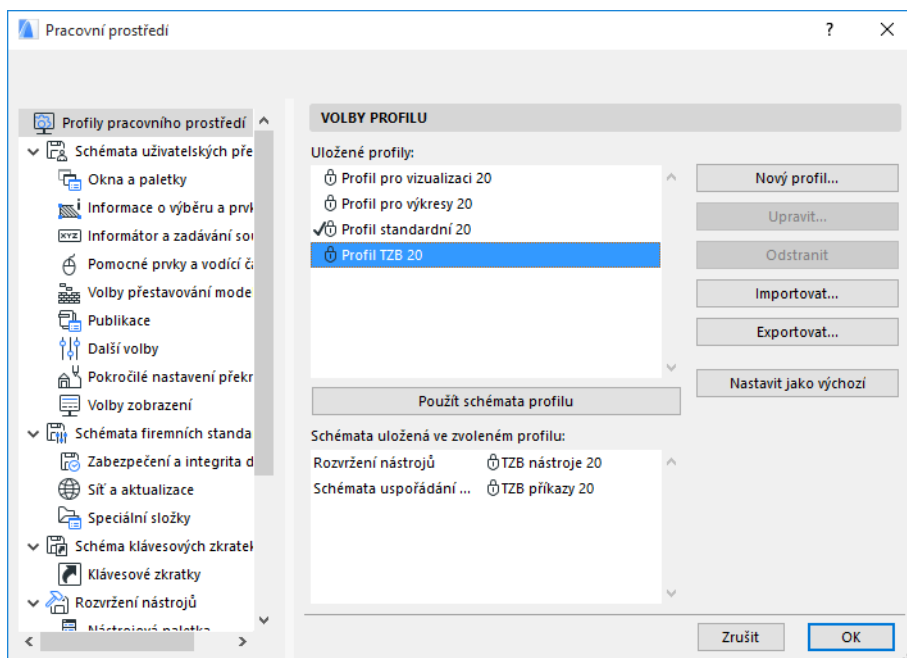 Pracovní prostředí
?
Profily pracovního prostředí
Schémata uživatelských pře
Okna a paletky
Informace o výběru a prvk
XYZ Informátor a zadávání sou
Pomocné prvky a vodící ča
Volby přestavování mode
Publikace
Další volby
Pokročilé nastavení překr
Volby zobrazení
Schémata firemních standa
Zabezpečení a integrita d
Síť a aktualizace
Speciální složky
Schéma klávesových zkratek
Klávesové zkratky
Rozvržení nástrojů
Nástrojová paletka
VOLBY PROFILU
Uložené profily:
Profil pro vizualizaci 20
Profil pro výkresy 20
Profil standardní 20
Profil TZB 20
Nový profil...
Upravit...
Odstranit
Importovat...
Exportovat...
Nastavit jako výchozí
Použít schémata profilu
Schémata uložená ve zvoleném profilu:
Rozvržení nástrojů TZB nástroje 20
Schémata uspořádání ... TZB příkazy 20
Zrušit
OK